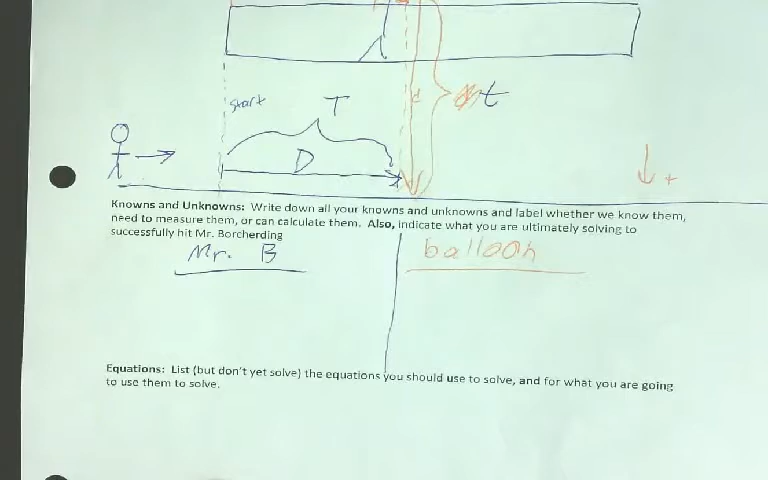 start
T
d
t
D
+
Knowns and Unknowns: Write down all your knowns and unknowns and label whether we know them,
need to measure them, or can calculate them. Also, indicate what you are ultimately solving to
successfully hit Mr. Borcherding
Mr. B
balloon
Equations: List (but don't yet solve) the equations you should use to solve, and for what you are going
to use them to solve.